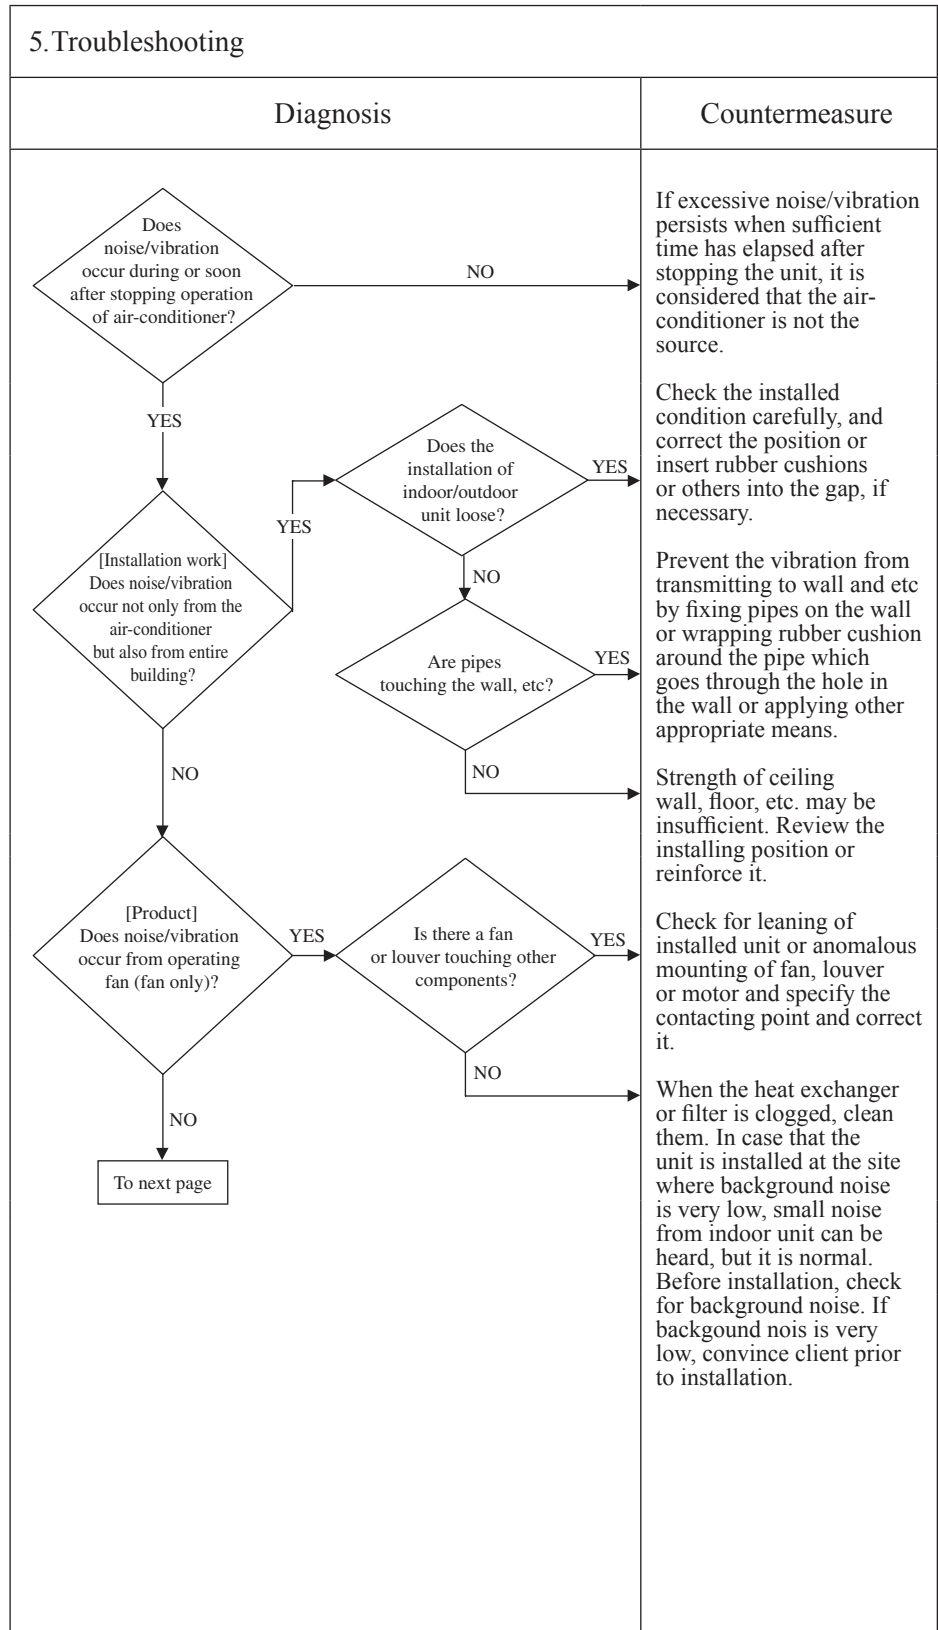 5.Troubleshooting
Diagnosis
Countermeasure
Does
noise/vibration
occur during or soon
after stopping operation
of air-conditioner?
NO
If excessive noise/vibration
persists when sufficient
time has elapsed after
stopping the unit, it is
considered that the air-
conditioner is not the
source.
YES
[Installation work]
Does noise/vibration
occur not only from the
air-conditioner
but also from entire
building?
YES
Does the
installation of
indoor/outdoor
unit loose?
YES
Check the installed
condition carefully, and
correct the position or
insert rubber cushions
or others into the gap, if
necessary.
NO
Are pipes
touching the wall, etc?
YES
Prevent the vibration from
transmitting to wall and etc
by fixing pipes on the wall
or wrapping rubber cushion
around the pipe which
goes through the hole in
the wall or applying other
appropriate means.
NO
Strength of ceiling
wall, floor, etc. may be
insufficient. Review the
installing position or
reinforce it.
NO
[Product]
Does noise/vibration
occur from operating
fan (fan only)?
YES
Is there a fan
or louver touching other
components?
YES
Check for leaning of
installed unit or anomalous
mounting of fan, louver
or motor and specify the
contacting point and correct
it.
NO
When the heat exchanger
or filter is clogged, clean
them. In case that the
unit is installed at the site
where background noise
is very low, small noise
from indoor unit can be
heard, but it is normal.
Before installation, check
for background noise. If
backgound nois is very
low, convince client prior
to installation.
NO
To next page